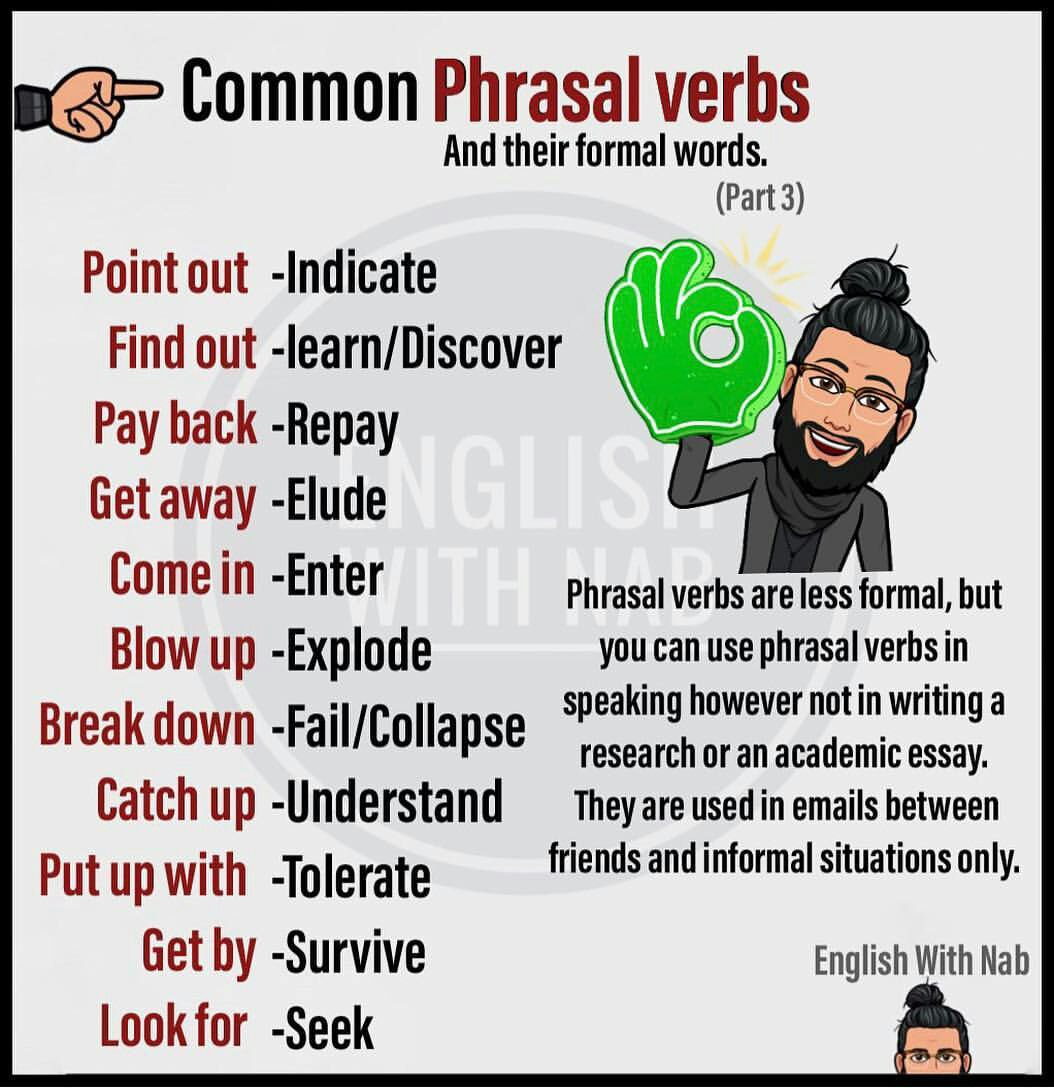 Common Phrasal verbs
And their formal words.
(Part 3)
Point out -Indicate
Find out -learn/Discover
Pay back -Repay
Get away -Elude
Come in -Enter
Blow up -Explode
Break down -Fail/Collapse
Catch up -Understand
Put up with -Tolerate
Get by -Survive
Look for -Seek
ENGLISH
WITH NAB
Phrasal verbs are less formal, but
you can use phrasal verbs in
speaking however not in writing a
research or an academic essay.
They are used in emails between
friends and informal situations only.
English With Nab